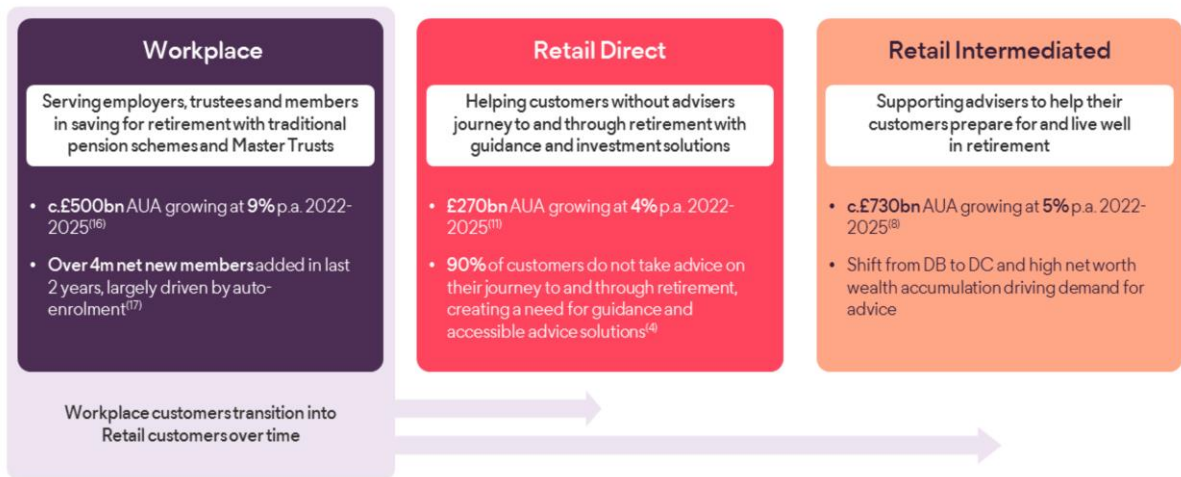 Workplace
Serving employers, trustees and members
in saving for retirement with traditional
pension schemes and Master Trusts
• c.£500bn AUA growing at 9% p.a. 2022-
2025(16)
• Over 4m net new members added in last
2 years, largely driven by auto-
enrolment(17)
Retail Direct
Helping customers without advisers
journey to and through retirement with
guidance and investment solutions
• £270bn AUA growing at 4% p.a. 2022-
2025(11)
• 90% of customers do not take advice on
their journey to and through retirement,
creating a need for guidance and
accessible advice solutions(4)
Retail Intermediated
Supporting advisers to help their
customers prepare for and live well
in retirement
• c.£730bn AUA growing at 5% p.a. 2022-
2025(8)
• Shift from DB to DC and high net worth
wealth accumulation driving demand for
advice
Workplace customers transition into
Retail customers over time